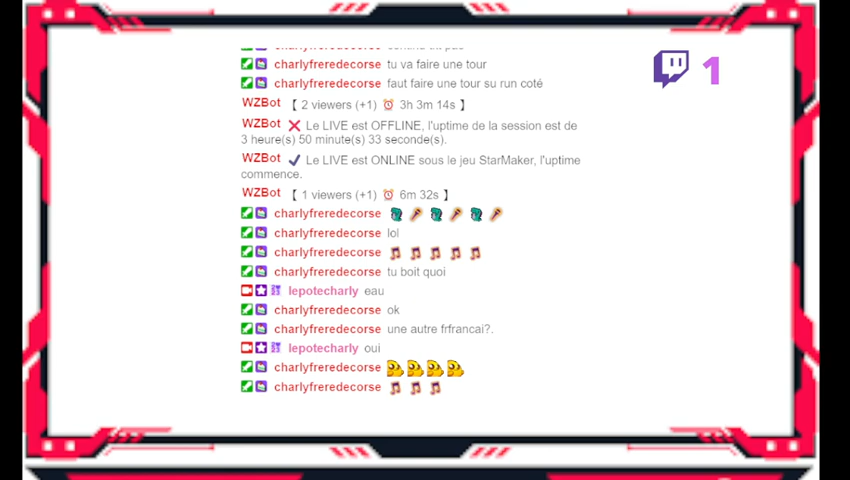 charlyfreredecorse
charlyfreredecorse tu va faire une tour
charlyfreredecorse faut faire une tour su run coté
WZBot 【 2 viewers (+1) ⏰ 3h 3m 14s 】
WZBot ❌ Le LIVE est OFFLINE, l'uptime de la session est de
3 heure(s) 50 minute(s) 33 seconde(s).
WZBot ✔ Le LIVE est ONLINE sous le jeu StarMaker, l'uptime
commence.
WZBot 【 1 viewers (+1) ⏰ 6m 32s 】
charlyfreredecorse
charlyfreredecorse lol
charlyfreredecorse
charlyfreredecorse tu boit quoi
lepotecharly eau
charlyfreredecorse ok
charlyfreredecorse une autre frfrancai?.
lepotecharly oui
charlyfreredecorse
charlyfreredecorse
1